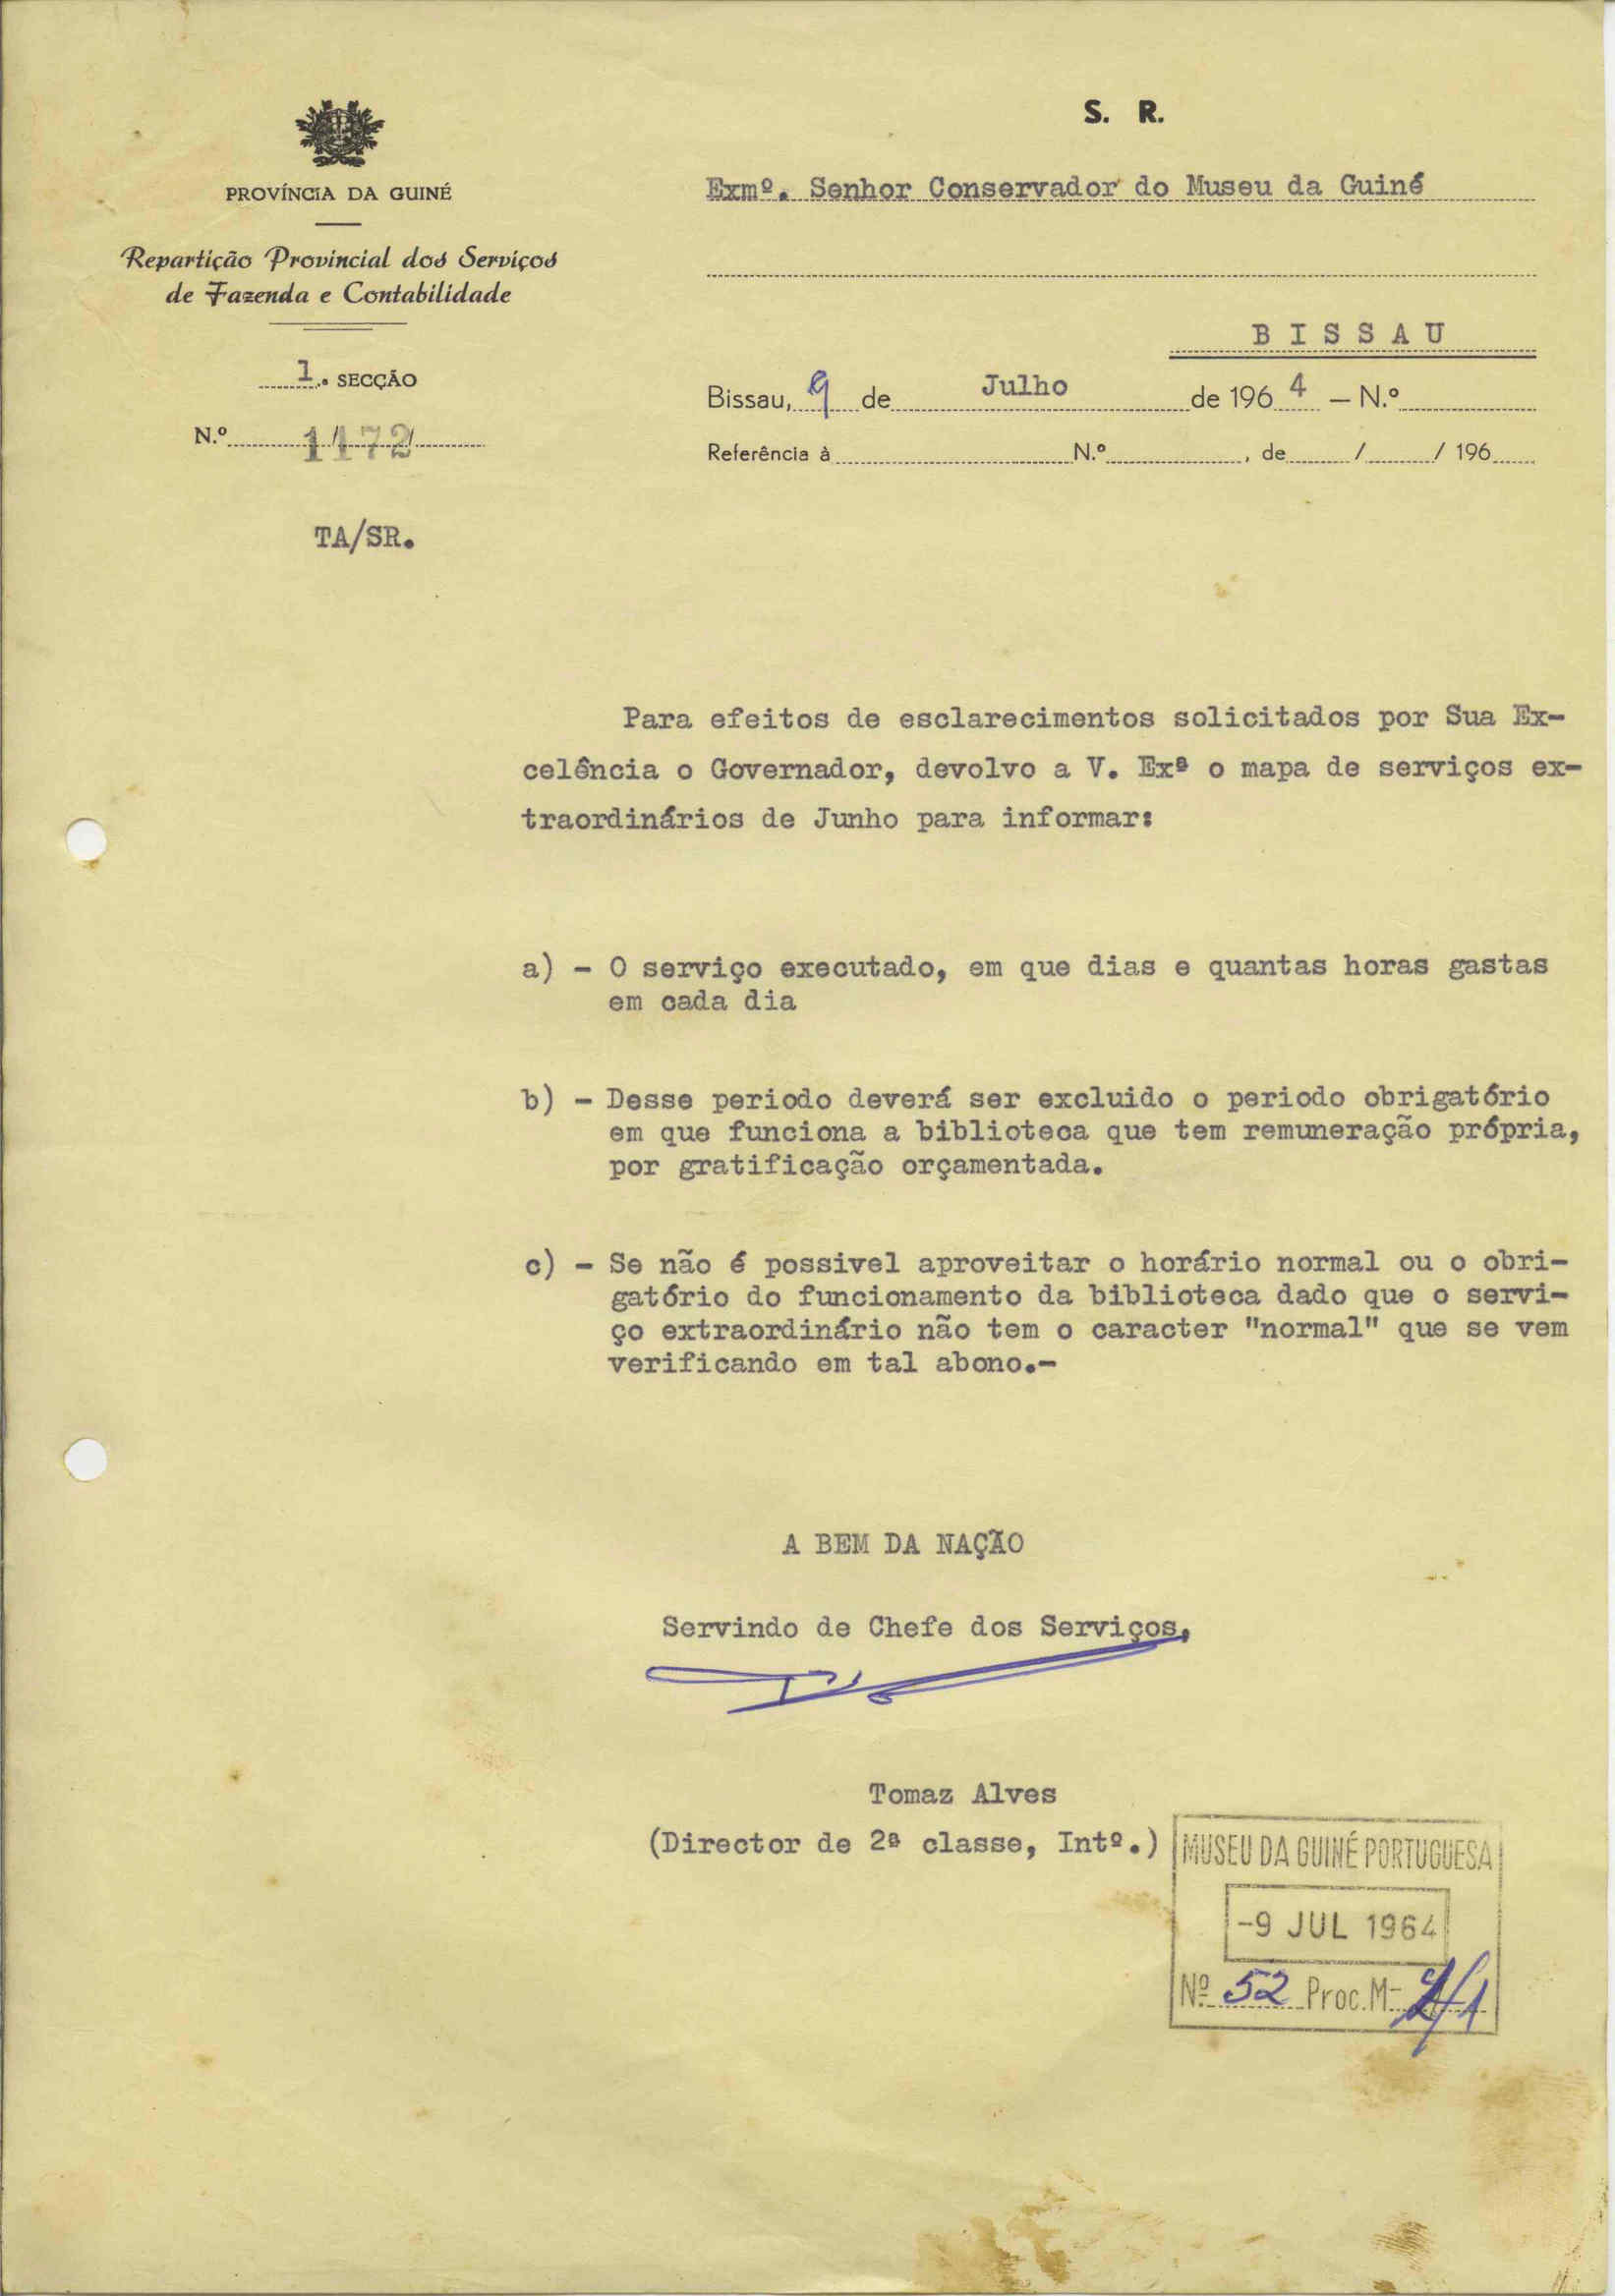 S. R.
PROVÍNCIA DA GUINÉ
Repartição Provincial dos Serviços
de Fazenda e Contabilidade
1.ª SECÇÃO
N.º 1172
TA/SR.
Exmº. Senhor Conservador do Museu da Guiné
B I S S A U
Bissau, 9 de Julho de 1964 — N.º
Referência à N.º , de / / 196
Para efeitos de esclarecimentos solicitados por Sua Ex-
celência o Governador, devolvo a V. Exª o mapa de serviços ex-
traordinários de Junho para informar:
a) - O serviço executado, em que dias e quantas horas gastas
em cada dia
b) - Desse periodo deverá ser excluido o periodo obrigatório
em que funciona a biblioteca que tem remuneração própria,
por gratificação orçamentada.
c) - Se não é possivel aproveitar o horário normal ou o obri-
gatório do funcionamento da biblioteca dado que o servi-
ço extraordinário não tem o caracter "normal" que se vem
verificando em tal abono.-
A BEM DA NAÇÃO
Servindo de Chefe dos Serviços,
Tomaz Alves
(Director de 2ª classe, Intº.)
MUSEU DA GUINÉ PORTUGUESA
-9 JUL 1964
Nº 52 Proc. M-